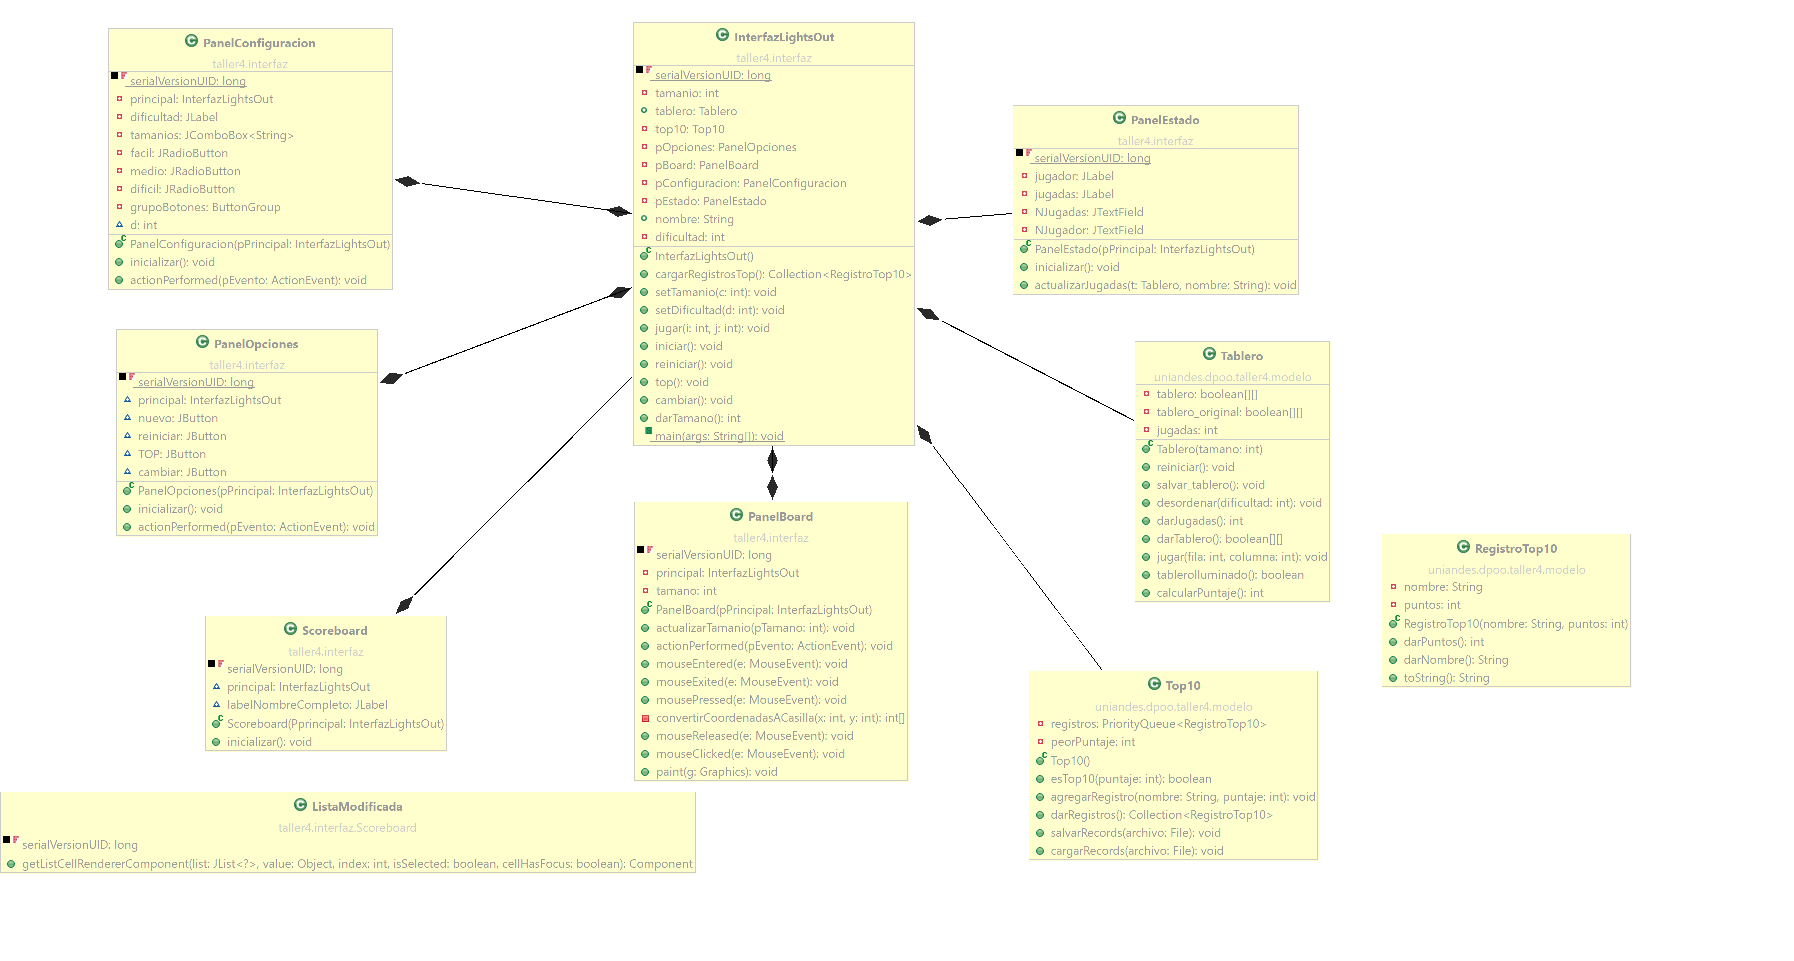 PanelConfiguracion
taller4.interfaz
serialVersionUID: long
principal: InterfazLightsOut
dificultad: JLabel
tamanios: JComboBox<String>
facil: JRadioButton
medio: JRadioButton
dificil: JRadioButton
grupoBotones: ButtonGroup
d: int
PanelConfiguracion(pPrincipal: InterfazLightsOut)
inicializar(): void
actionPerformed(pEvento: ActionEvent): void
InterfazLightsOut
taller4.interfaz
serialVersionUID: long
tamanio: int
tablero: Tablero
top10: Top10
pOpciones: PanelOpciones
pBoard: PanelBoard
pConfiguracion: PanelConfiguracion
pEstado: PanelEstado
nombre: String
dificultad: int
InterfazLightsOut()
cargarRegistrosTop(): Collection<RegistroTop10>
setTamanio(c: int): void
setDificultad(d: int): void
jugar(i: int, j: int): void
iniciar(): void
reiniciar(): void
top(): void
cambiar(): void
darTamano(): int
main(args: String[]): void
PanelEstado
taller4.interfaz
serialVersionUID: long
jugador: JLabel
jugadas: JLabel
NJugadas: JTextField
NJugador: JTextField
PanelEstado(pPrincipal: InterfazLightsOut)
inicializar(): void
actualizarJugadas(t: Tablero, nombre: String): void
PanelOpciones
taller4.interfaz
serialVersionUID: long
principal: InterfazLightsOut
nuevo: JButton
reiniciar: JButton
TOP: JButton
cambiar: JButton
PanelOpciones(pPrincipal: InterfazLightsOut)
inicializar(): void
actionPerformed(pEvento: ActionEvent): void
Tablero
uniandes.dpoo.taller4.modelo
tablero: boolean[][]
tablero_original: boolean[][]
jugadas: int
Tablero(tamano: int)
reiniciar(): void
salvar_tablero(): void
desordenar(dificultad: int): void
darJugadas(): int
darTablero(): boolean[][]
jugar(fila: int, columna: int): void
tableroIluminado(): boolean
calcularPuntaje(): int
PanelBoard
taller4.interfaz
serialVersionUID: long
principal: InterfazLightsOut
tamano: int
PanelBoard(pPrincipal: InterfazLightsOut)
actualizarTamanio(pTamano: int): void
actionPerformed(pEvento: ActionEvent): void
mouseEntered(e: MouseEvent): void
mouseExited(e: MouseEvent): void
mousePressed(e: MouseEvent): void
convertirCoordenadasACasilla(x: int, y: int): int[]
mouseReleased(e: MouseEvent): void
mouseClicked(e: MouseEvent): void
paint(g: Graphics): void
RegistroTop10
uniandes.dpoo.taller4.modelo
nombre: String
puntos: int
RegistroTop10(nombre: String, puntos: int)
darPuntos(): int
darNombre(): String
toString(): String
Scoreboard
taller4.interfaz
serialVersionUID: long
principal: InterfazLightsOut
labelNombreCompleto: JLabel
Scoreboard(Pprincipal: InterfazLightsOut)
inicializar(): void
Top10
uniandes.dpoo.taller4.modelo
registros: PriorityQueue<RegistroTop10>
peorPuntaje: int
Top10()
esTop10(puntaje: int): boolean
agregarRegistro(nombre: String, puntaje: int): void
darRegistros(): Collection<RegistroTop10>
salvarRecords(archivo: File): void
cargarRecords(archivo: File): void
ListaModificada
taller4.interfaz.Scoreboard
serialVersionUID: long
getListCellRendererComponent(list: JList<?>, value: Object, index: int, isSelected: boolean, cellHasFocus: boolean): Component